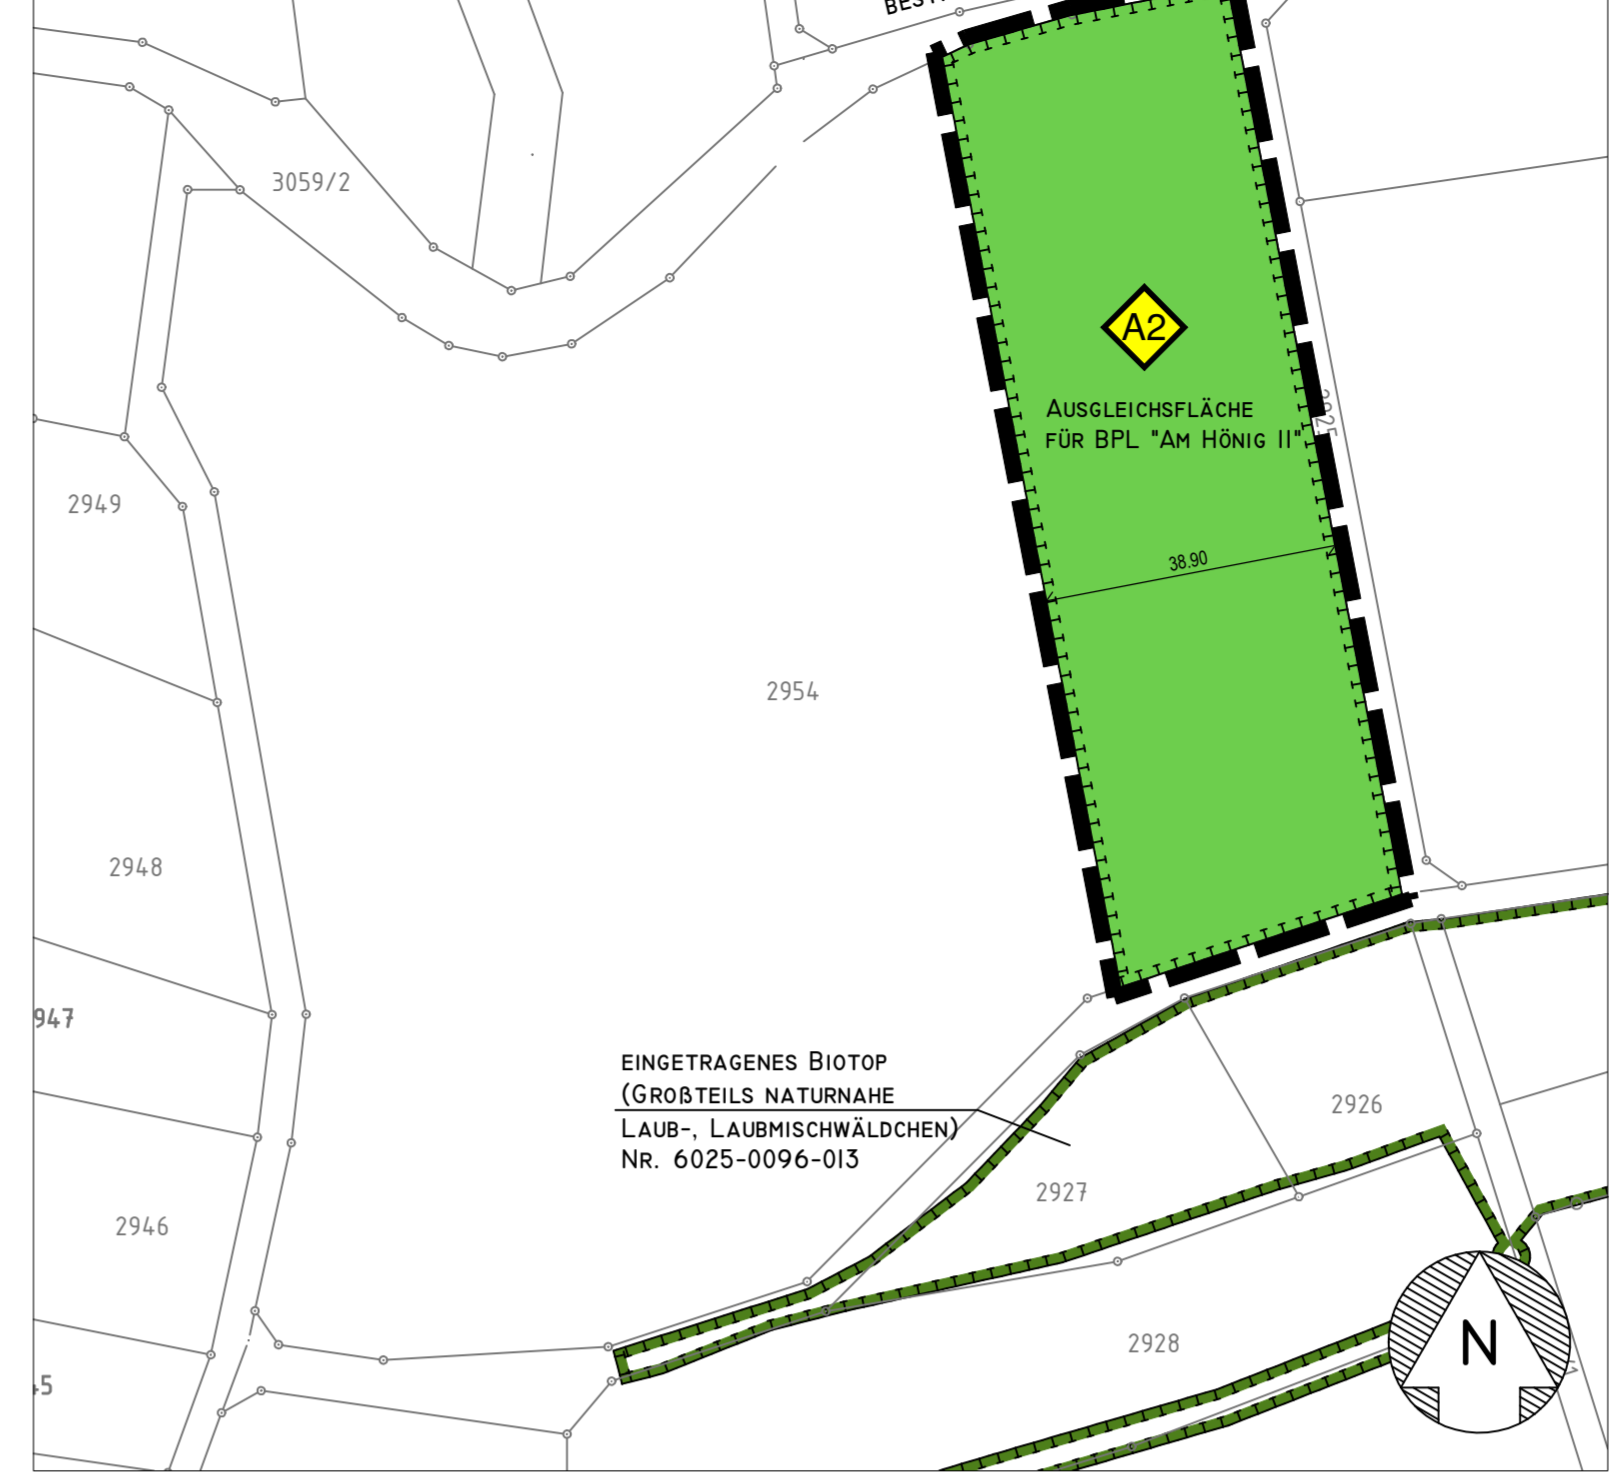 3059/2
A2
AUSGLEICHSFLÄCHE
FÜR BPL "AM HÖNIG II"
2949
38.90
2954
2948
947
EINGETRAGENES BIOTOP
(GROßTEILS NATURNAHE
LAUB-, LAUBMISCHWÄLDCHEN)
NR. 6025-0096-013
2926
2927
2946
2928
N